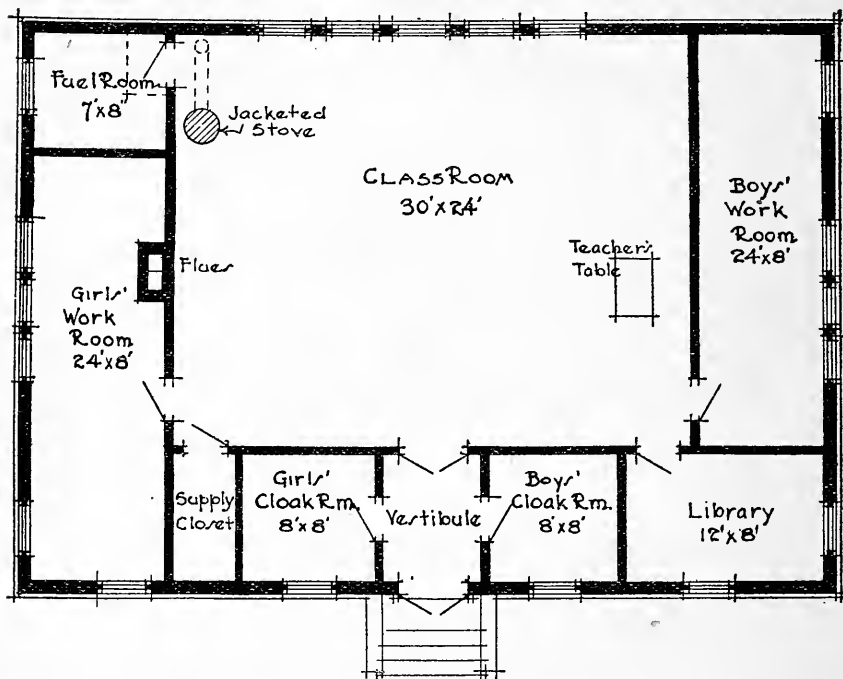 Fuel Room
7'x8'
Jacketed
Stove
CLASS ROOM
30'x24'
Boys'
Work
Room
24'x8'
Teacher's
Table
Flues
Girls'
Work
Room
24'x8'
Supply
Closet
Girls'
Cloak Rm.
8'x8'
Vestibule
Boys'
Cloak Rm.
8'x8'
Library
12'x8'